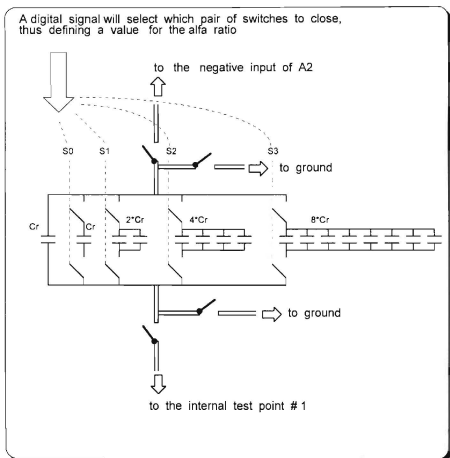 A digital signal will select which pair of switches to close,
thus defining a value for the alfa ratio
to the negative input of A2
S0 S1 S2 S3
to ground
Cr Cr 2*Cr 4*Cr 8*Cr
to ground
to the internal test point # 1